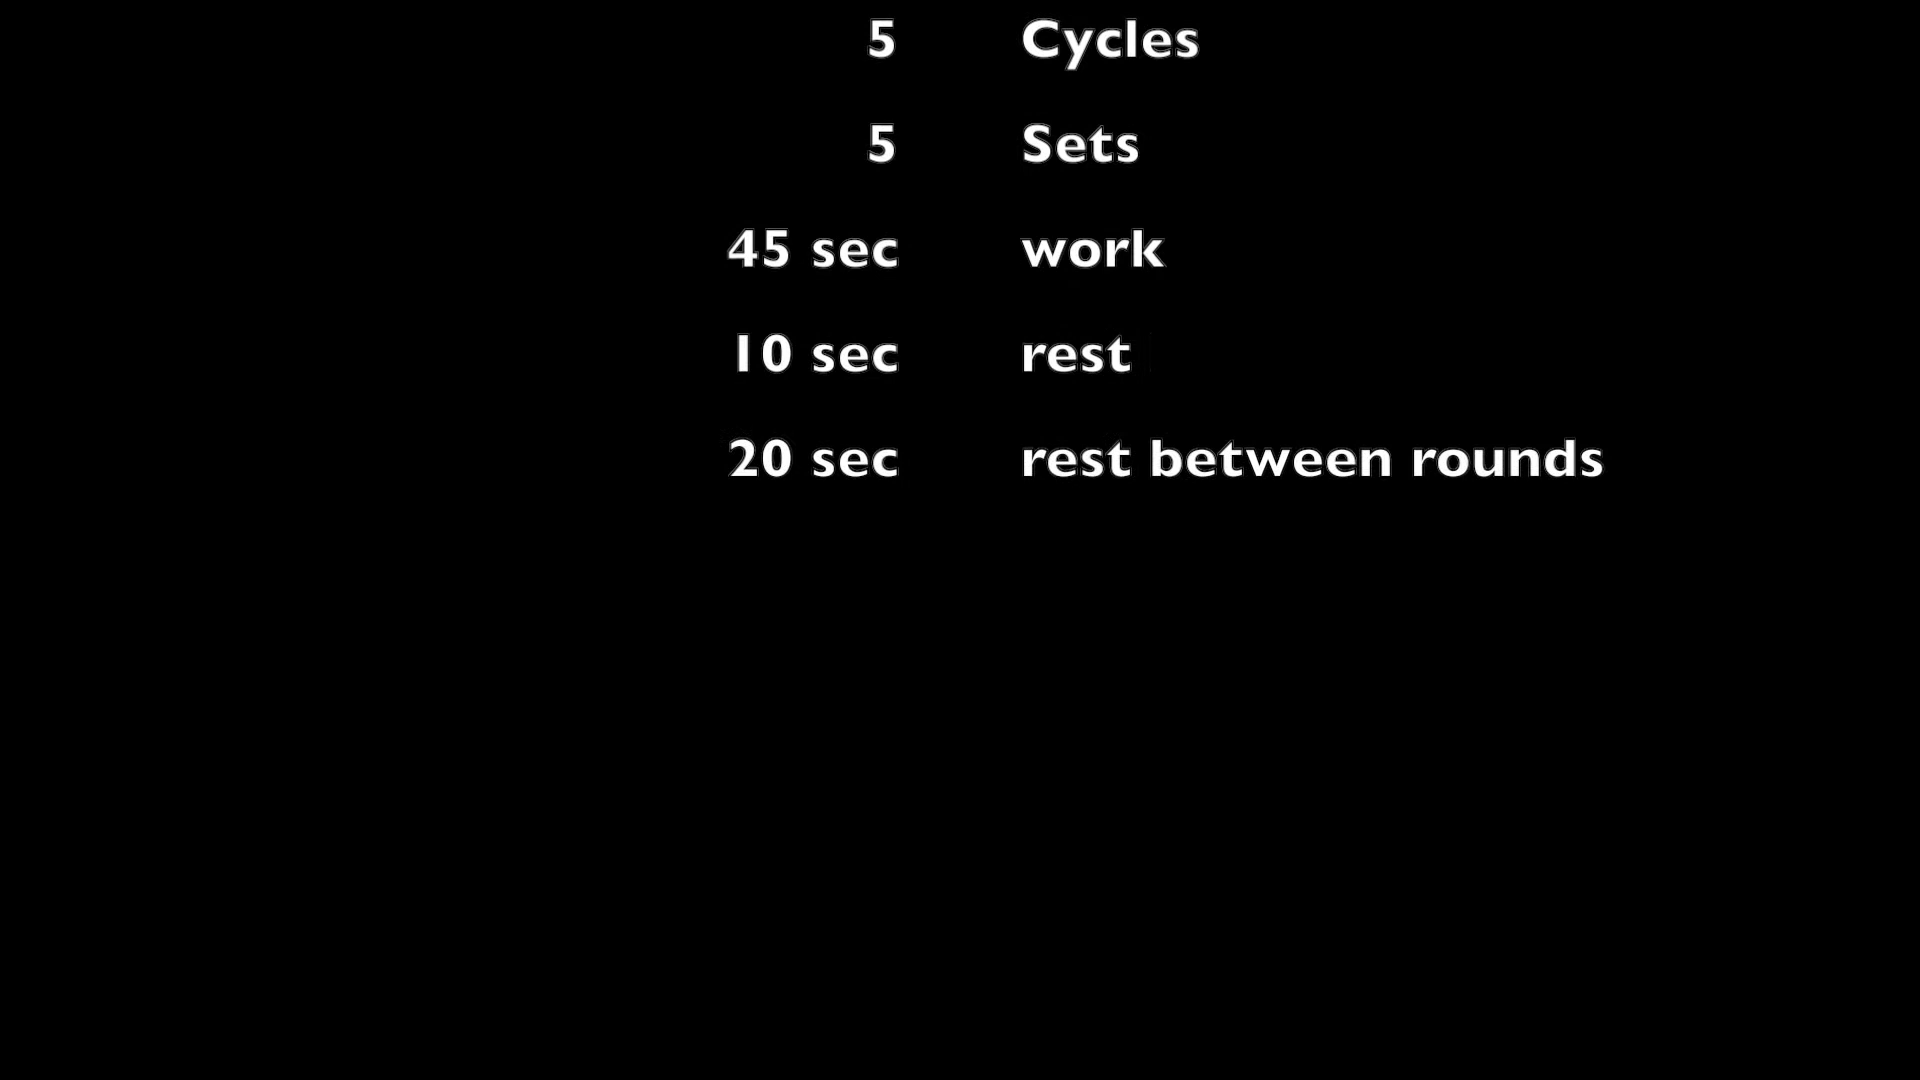 5 Cycles
5 Sets
45 sec work
10 sec rest
20 sec rest between rounds